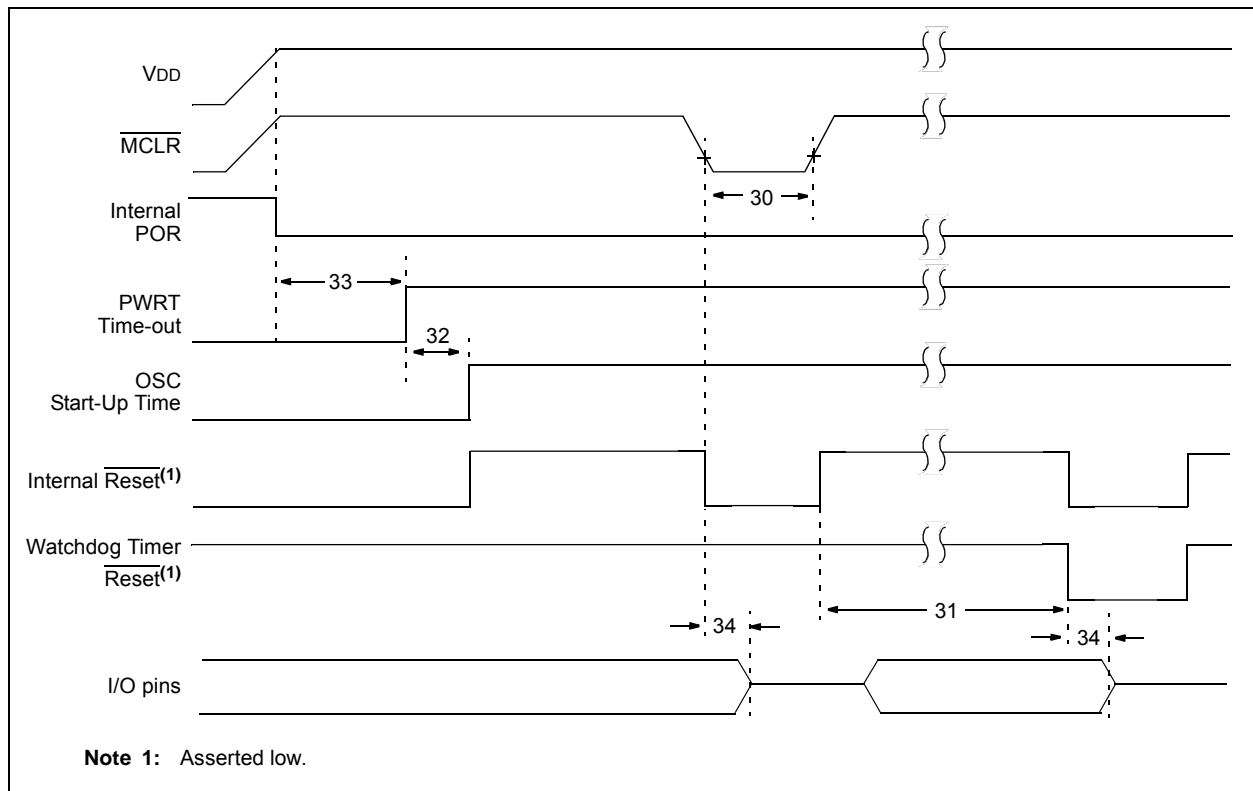 VDD
MCLR
30
Internal
POR
33
PWRT
Time-out
32
OSC
Start-Up Time
Internal Reset(1)
Watchdog Timer
Reset(1)
31
34
34
I/O pins
Note 1: Asserted low.